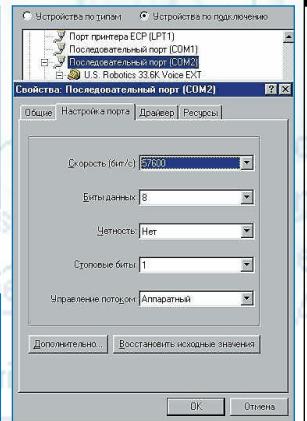 Устройства по типам Устройства по подключению
Порт принтера ECP (LPT1)
Последовательный порт (COM1)
Последовательный порт (COM2)
U.S. Robotics 33.6K Voice EXT
Свойства: Последовательный порт (COM2)
Общие Настройка порта Драйвер Ресурсы
Скорость (бит/с): 57600
Биты данных: 8
Четность: Нет
Стоповые биты: 1
Управление потоком: Аппаратный
Дополнительно... Восстановить исходные значения
OK Отмена